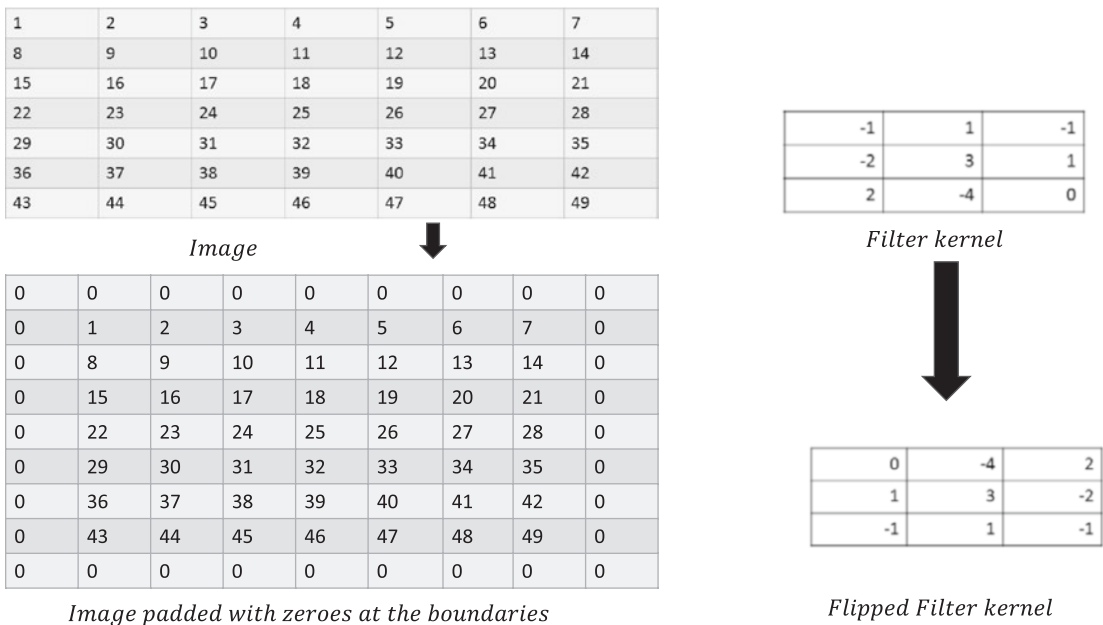 1 2 3 4 5 6 7
8 9 10 11 12 13 14
15 16 17 18 19 20 21
22 23 24 25 26 27 28
29 30 31 32 33 34 35
36 37 38 39 40 41 42
43 44 45 46 47 48 49
Image
0 0 0 0 0 0 0 0 0
0 1 2 3 4 5 6 7 0
0 8 9 10 11 12 13 14 0
0 15 16 17 18 19 20 21 0
0 22 23 24 25 26 27 28 0
0 29 30 31 32 33 34 35 0
0 36 37 38 39 40 41 42 0
0 43 44 45 46 47 48 49 0
0 0 0 0 0 0 0 0 0
Image padded with zeroes at the boundaries
-1 1 -1
-2 3 1
2 -4 0
Filter kernel
0 -4 2
1 3 -2
-1 1 -1
Flipped Filter kernel